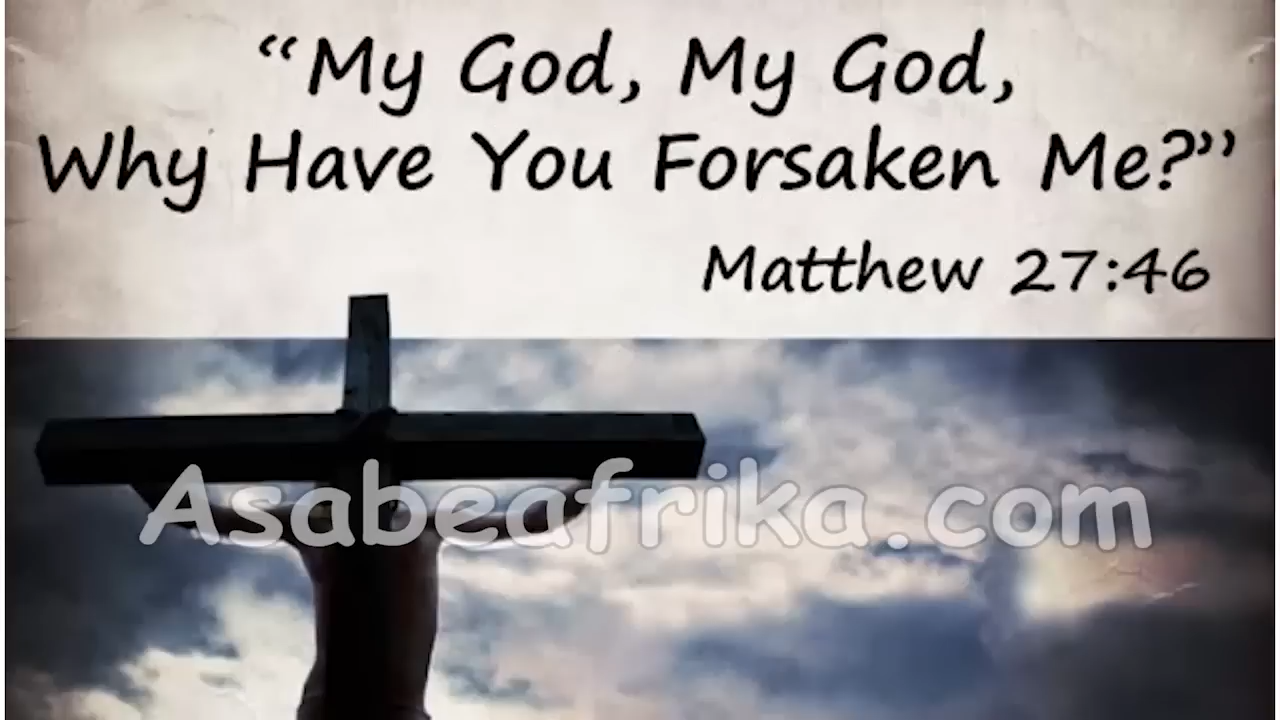 “My God, My God,
Why Have You Forsaken Me?”
Matthew 27:46
Asabeafrika.com